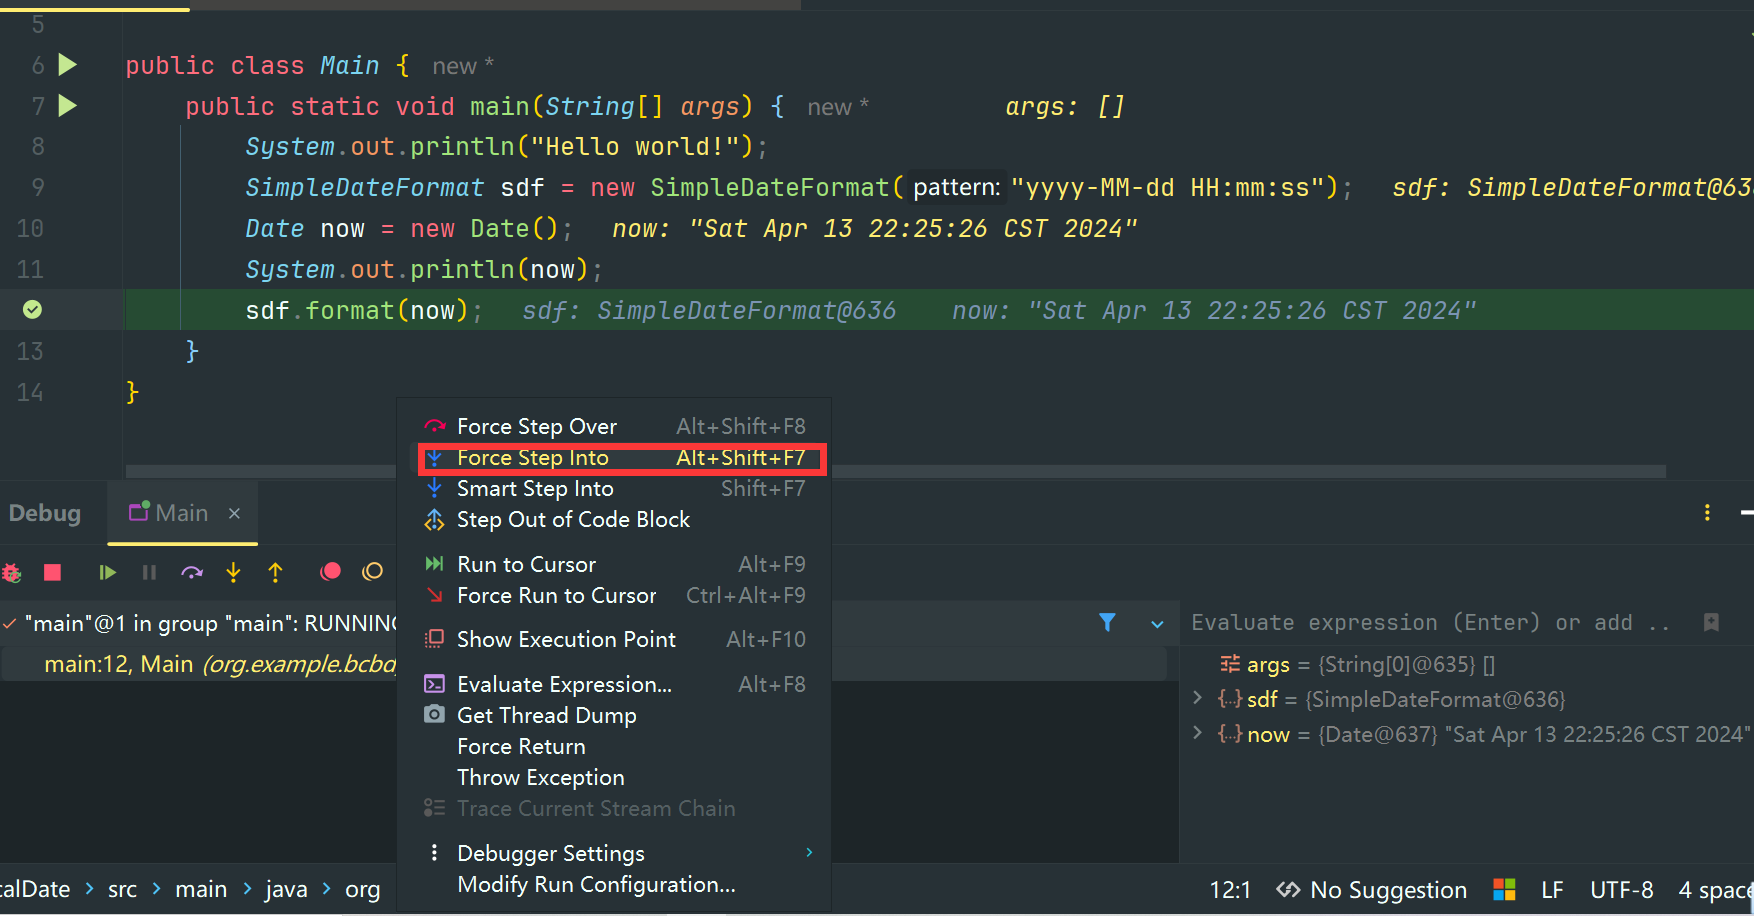 5
6 public class Main { new *
7 public static void main(String[] args) { new * args: []
8 System.out.println("Hello world!");
9 SimpleDateFormat sdf = new SimpleDateFormat( pattern: "yyyy-MM-dd HH:mm:ss"); sdf: SimpleDateFormat@63
10 Date now = new Date(); now: "Sat Apr 13 22:25:26 CST 2024"
11 System.out.println(now);
sdf.format(now); sdf: SimpleDateFormat@636 now: "Sat Apr 13 22:25:26 CST 2024"
13 }
14 }
Force Step Over Alt+Shift+F8
Force Step Into Alt+Shift+F7
Smart Step Into Shift+F7
Step Out of Code Block
Run to Cursor Alt+F9
Force Run to Cursor Ctrl+Alt+F9
Show Execution Point Alt+F10
Evaluate Expression... Alt+F8
Get Thread Dump
Force Return
Throw Exception
Trace Current Stream Chain
Debugger Settings
Modify Run Configuration...
Debug Main ×
"main"@1 in group "main": RUNNING
main:12, Main (org.example.bcbd
Evaluate expression (Enter) or add ..
args = {String[0]@635} []
sdf = {SimpleDateFormat@636}
now = {Date@637} "Sat Apr 13 22:25:26 CST 2024"
calDate > src > main > java > org
12:1 No Suggestion LF UTF-8 4 space